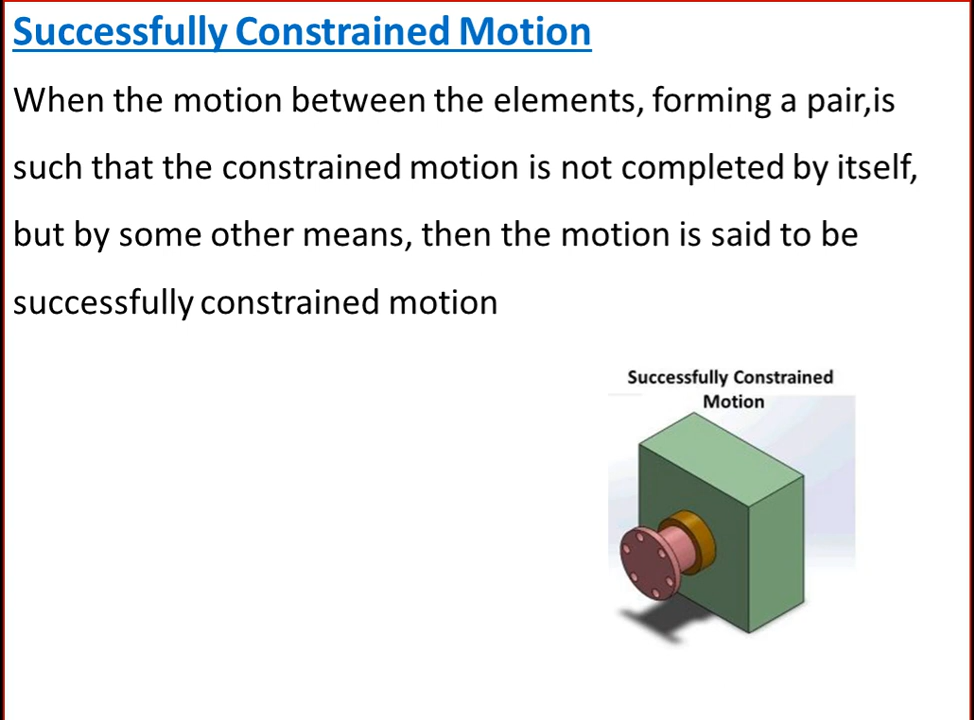 Successfully Constrained Motion
When the motion between the elements, forming a pair,is
such that the constrained motion is not completed by itself,
but by some other means, then the motion is said to be
successfully constrained motion
Successfully Constrained
Motion